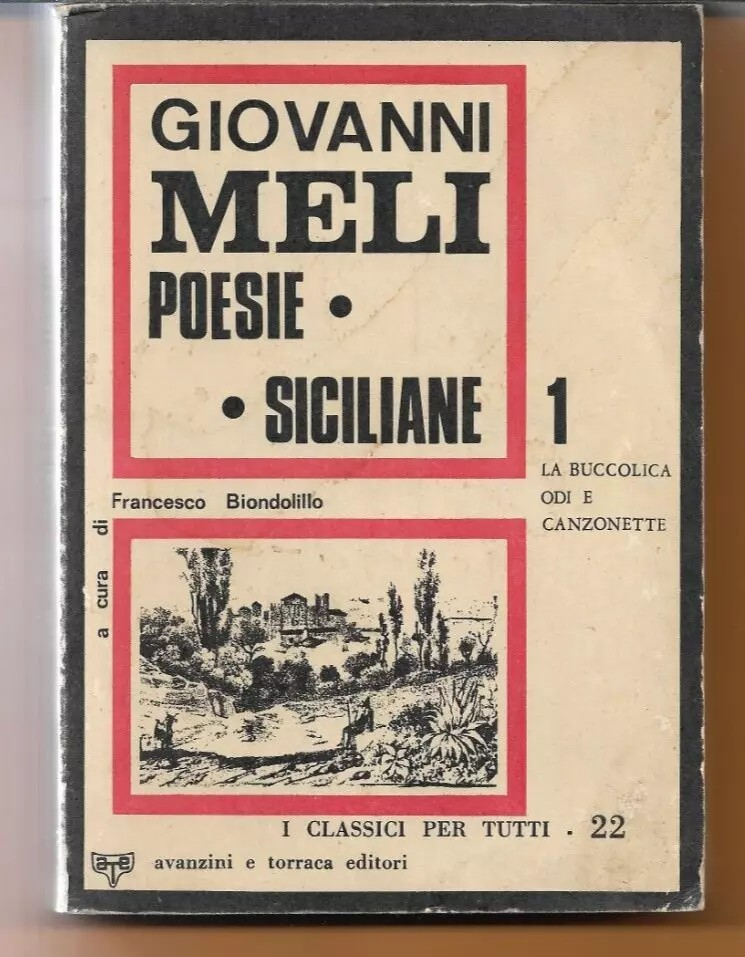 GIOVANNI
MELI
POESIE •
• SICILIANE
1
LA BUCCOLICA
ODI E
CANZONETTE
a cura di
Francesco Biondolillo
I CLASSICI PER TUTTI . 22
ate
avanzini e torraca editori